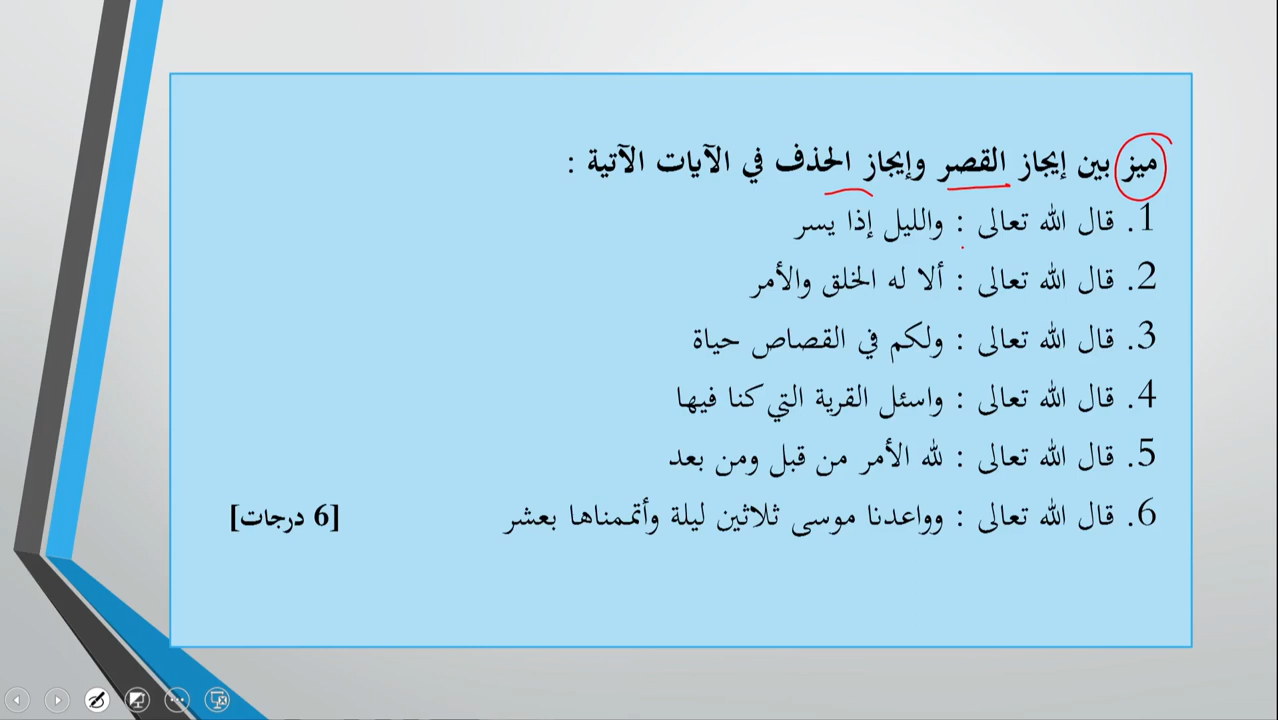 ميز بين إيجاز القصر وإيجاز الحذف في الآيات الآتية :
1. قال الله تعالى : والليل إذا يسر
2. قال الله تعالى : ألا له الخلق والأمر
3. قال الله تعالى : ولكم في القصاص حياة
4. قال الله تعالى : واسئل القرية التي كنا فيها
5. قال الله تعالى : لله الأمر من قبل ومن بعد
6. قال الله تعالى : وواعدنا موسى ثلاثين ليلة وأتممناها بعشر [6 درجات]